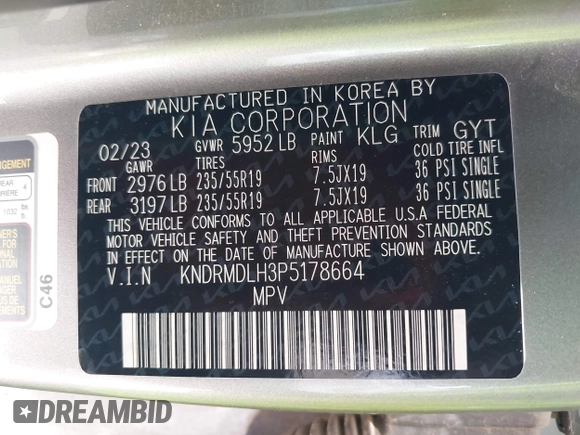 MANUFACTURED IN KOREA BY
KIA CORPORATION
02/23 GVWR 5952 LB PAINT KLG TRIM GYT
GAWR TIRES RIMS COLD TIRE INFL
FRONT 2976 LB 235/55R19 7.5JX19 36 PSI SINGLE
REAR 3197 LB 235/55R19 7.5JX19 36 PSI SINGLE
THIS VEHICLE CONFORMS TO ALL APPLICABLE U.S.A FEDERAL
MOTOR VEHICLE SAFETY AND THEFT PREVENTION STANDARDS
IN EFFECT ON THE DATE OF MANUFACTURE SHOWN ABOVE.
V.I.N KNDRMDLH3P5178664
MPV
C46
DREAMBID